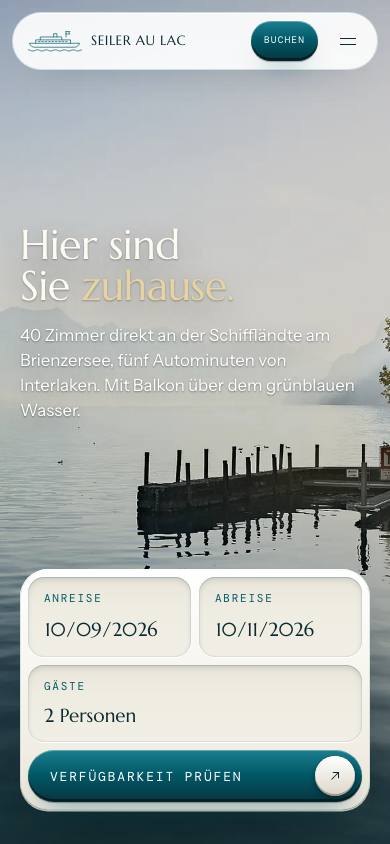 SEILER AU LAC
BUCHEN
Hier sind
Sie zuhause.
40 Zimmer direkt an der Schiffländte am
Brienzersee, fünf Autominuten von
Interlaken. Mit Balkon über dem grünblauen
Wasser.
ANREISE
10/09/2026
ABREISE
10/11/2026
GÄSTE
2 Personen
VERFÜGBARKEIT PRÜFEN